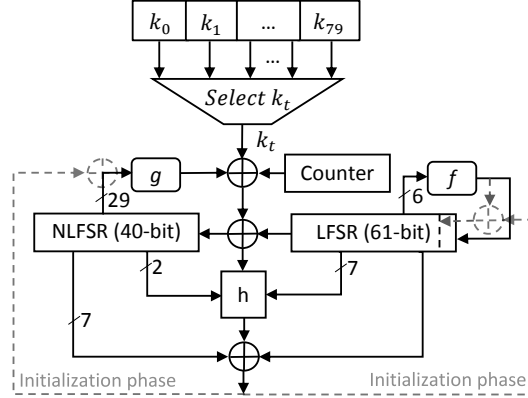 k₀ k₁ ... k₇₉
...
Select kₜ
kₜ
g Counter f
29 6
NLFSR (40-bit) LFSR (61-bit)
2 7
h
7
Initialization phase Initialization phase